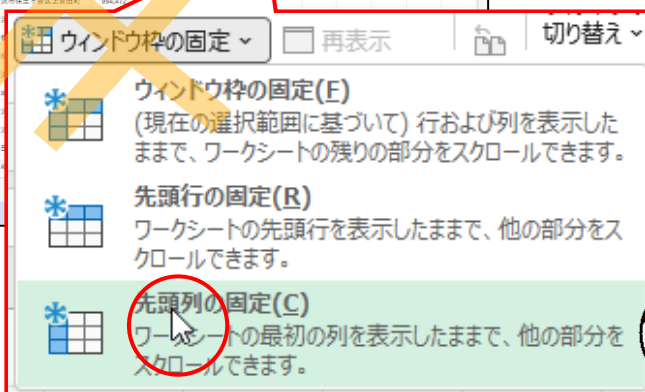 ウィンドウ枠の固定
再表示
切り替え
ウィンドウ枠の固定(F)
(現在の選択範囲に基づいて) 行および列を表示した
ままで、ワークシートの残りの部分をスクロールできます。
先頭行の固定(R)
ワークシートの先頭行を表示したままで、他の部分をス
クロールできます。
先頭列の固定(C)
ワークシートの最初の列を表示したままで、他の部分を
スクロールできます。